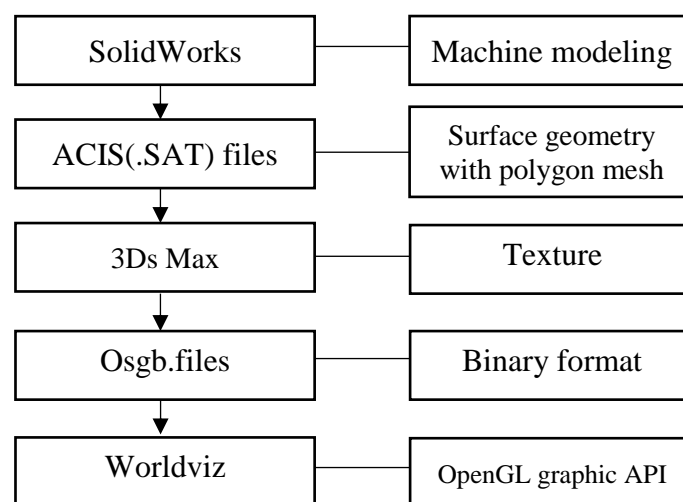 SolidWorks
Machine modeling
ACIS(.SAT) files
Surface geometry
with polygon mesh
3Ds Max
Texture
Osgb.files
Binary format
Worldviz
OpenGL graphic API